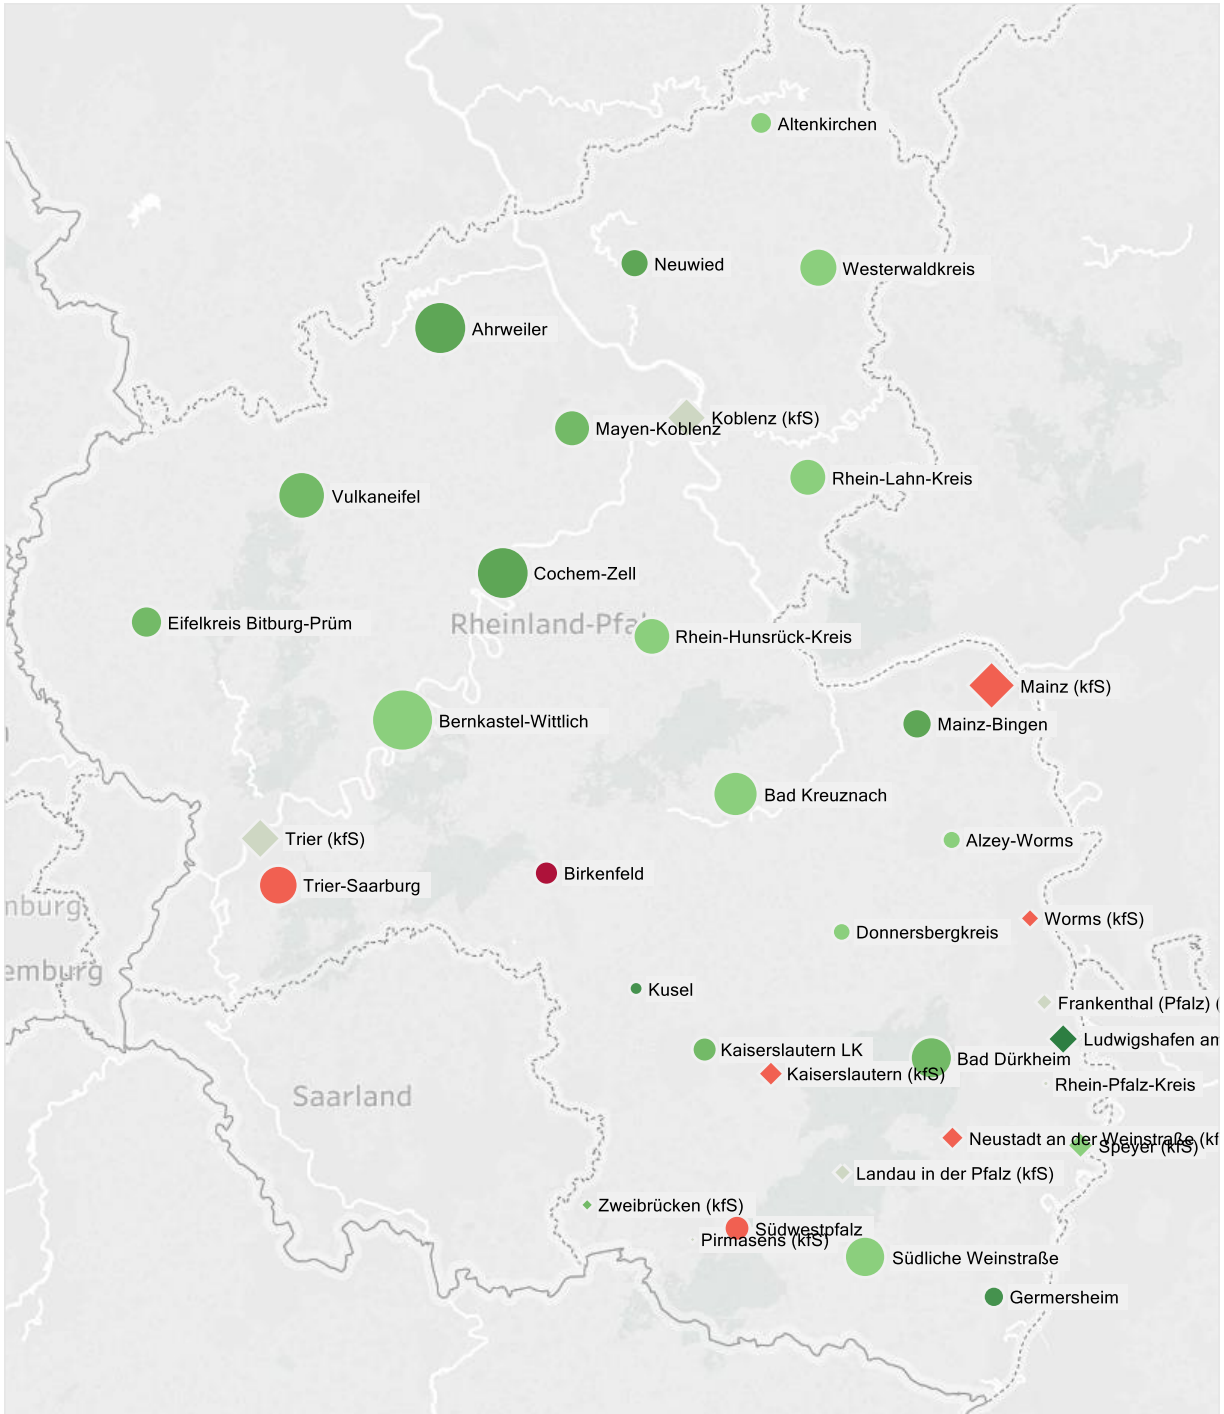 Altenkirchen
Neuwied
Westerwaldkreis
Ahrweiler
Koblenz (kfS)
Mayen-Koblenz
Rhein-Lahn-Kreis
Vulkaneifel
Cochem-Zell
Eifelkreis Bitburg-Prüm
Rheinland-Pfal
Rhein-Hunsrück-Kreis
Mainz (kfS)
Bernkastel-Wittlich
Mainz-Bingen
Bad Kreuznach
Trier (kfS)
Alzey-Worms
Birkenfeld
Trier-Saarburg
nburg
Worms (kfS)
Donnersbergkreis
emburg
Kusel
Frankenthal (Pfalz) (
Ludwigshafen am
Kaiserslautern LK
Bad Dürkheim
Kaiserslautern (kfS)
Rhein-Pfalz-Kreis
Saarland
Neustadt an der Weinstraße (kf
Speyer (kfS)
Landau in der Pfalz (kfS)
Zweibrücken (kfS)
Südwestpfalz
Pirmasens (kfS)
Südliche Weinstraße
Germersheim